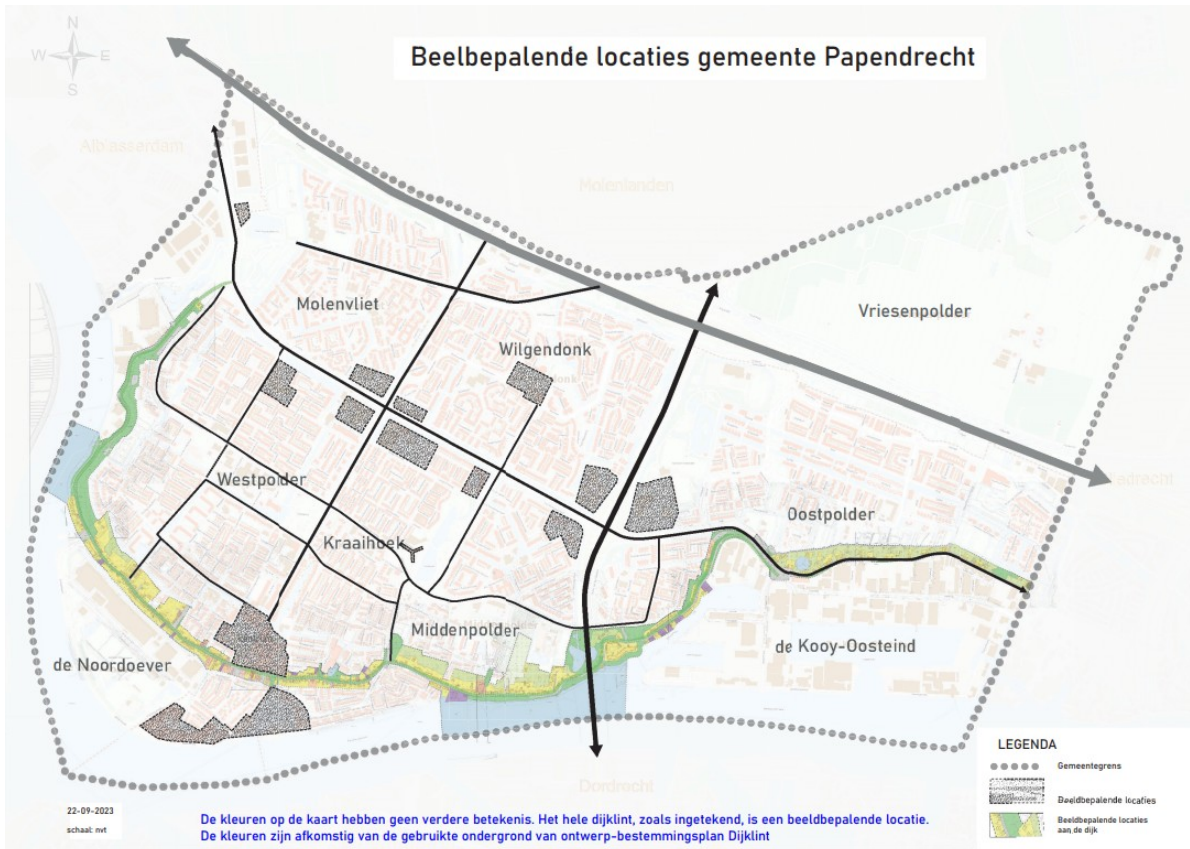 N
W E
S
Beelbepalende locaties gemeente Papendrecht
Alblasserdam
Molenlanden
Molenvliet
Vriesenpolder
Wilgendonk
Westpolder
Oostpolder
Kraaihoek
Middenpolder
de Kooy-Oosteind
de Noordoever
Dordrecht
LEGENDA
Gemeentegrens
Beeldbepalende locaties
Beeldbepalende locaties
aan de dijk
22-09-2023
schaal: nvt
De kleuren op de kaart hebben geen verdere betekenis. Het hele dijklint, zoals ingetekend, is een beeldbepalende locatie.
De kleuren zijn afkomstig van de gebruikte ondergrond van ontwerp-bestemmingsplan Dijklint